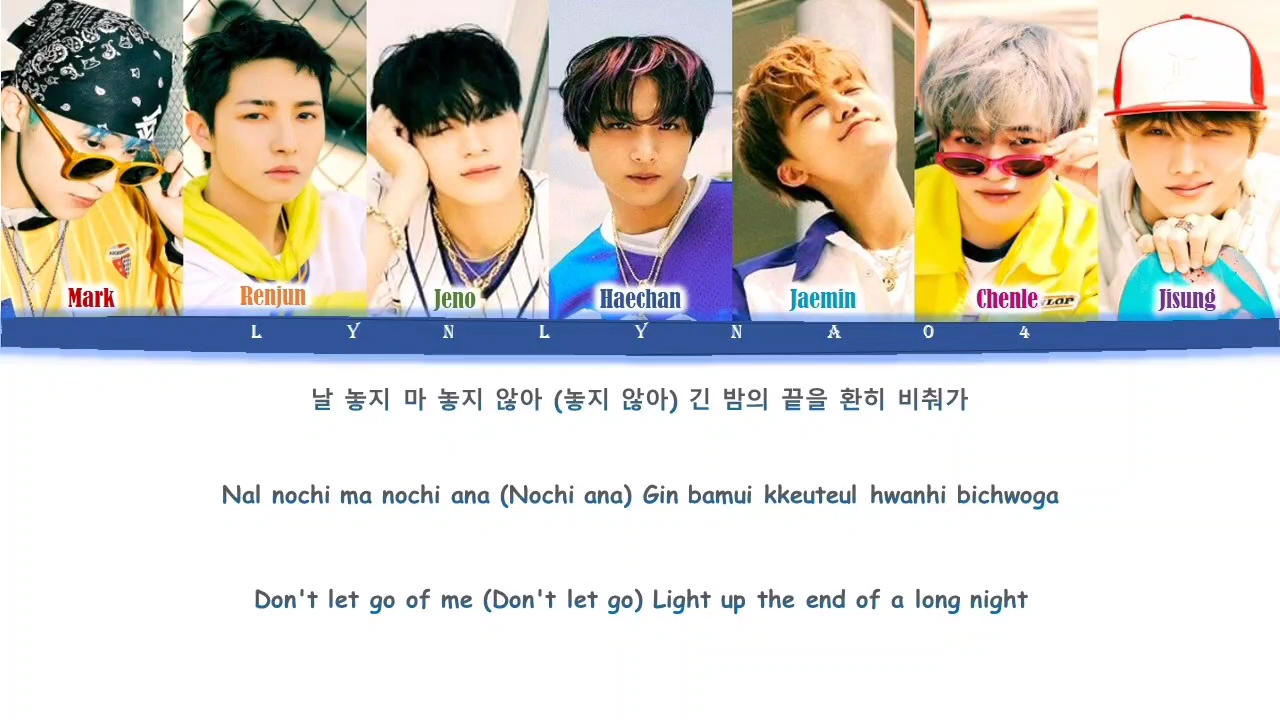 Mark Renjun Jeno Haechan Jaemin Chenle Jisung
L Y N L Y N A 0 4
날 놓지 마 놓지 않아 (놓지 않아) 긴 밤의 끝을 환히 비춰가
Nal nochi ma nochi ana (Nochi ana) Gin bamui kkeuteul hwanhi bichwoga
Don't let go of me (Don't let go) Light up the end of a long night